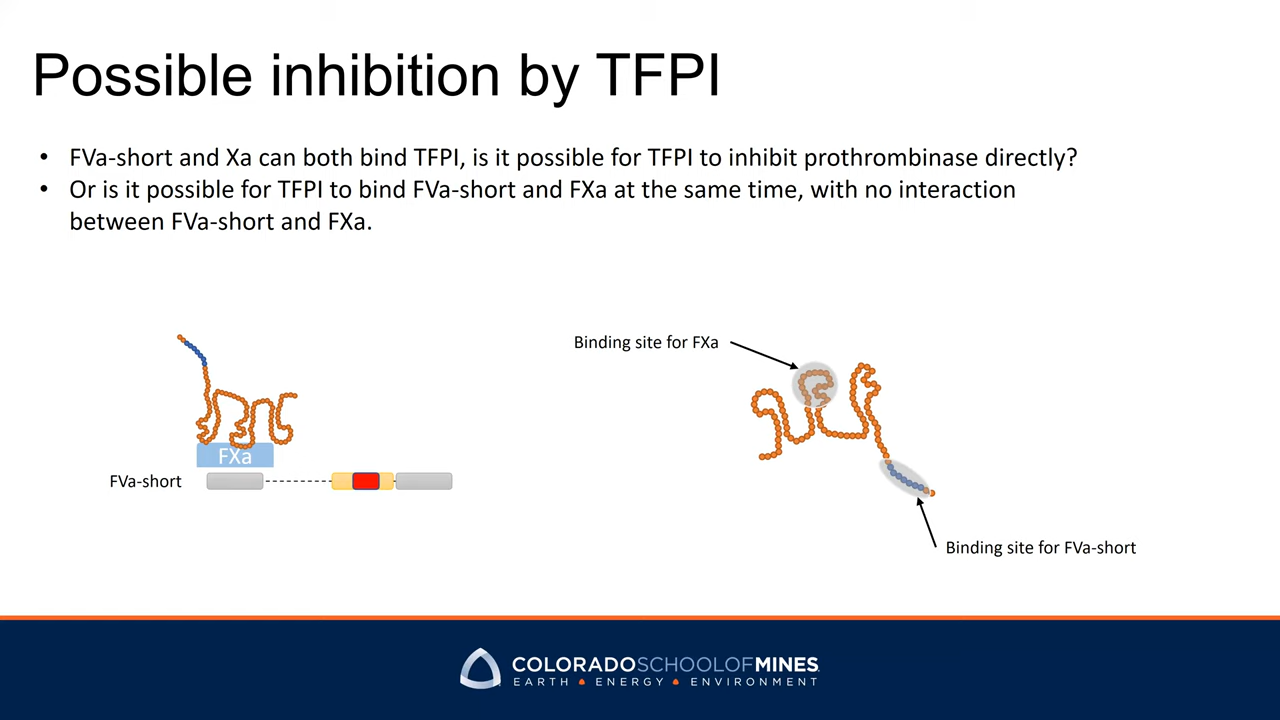 Possible inhibition by TFPI
• FVa-short and Xa can both bind TFPI, is it possible for TFPI to inhibit prothrombinase directly?
• Or is it possible for TFPI to bind FVa-short and FXa at the same time, with no interaction
between FVa-short and FXa.
Binding site for FXa
FXa
FVa-short
Binding site for FVa-short
COLORADOSCHOOLOFMINES
EARTH • ENERGY • ENVIRONMENT